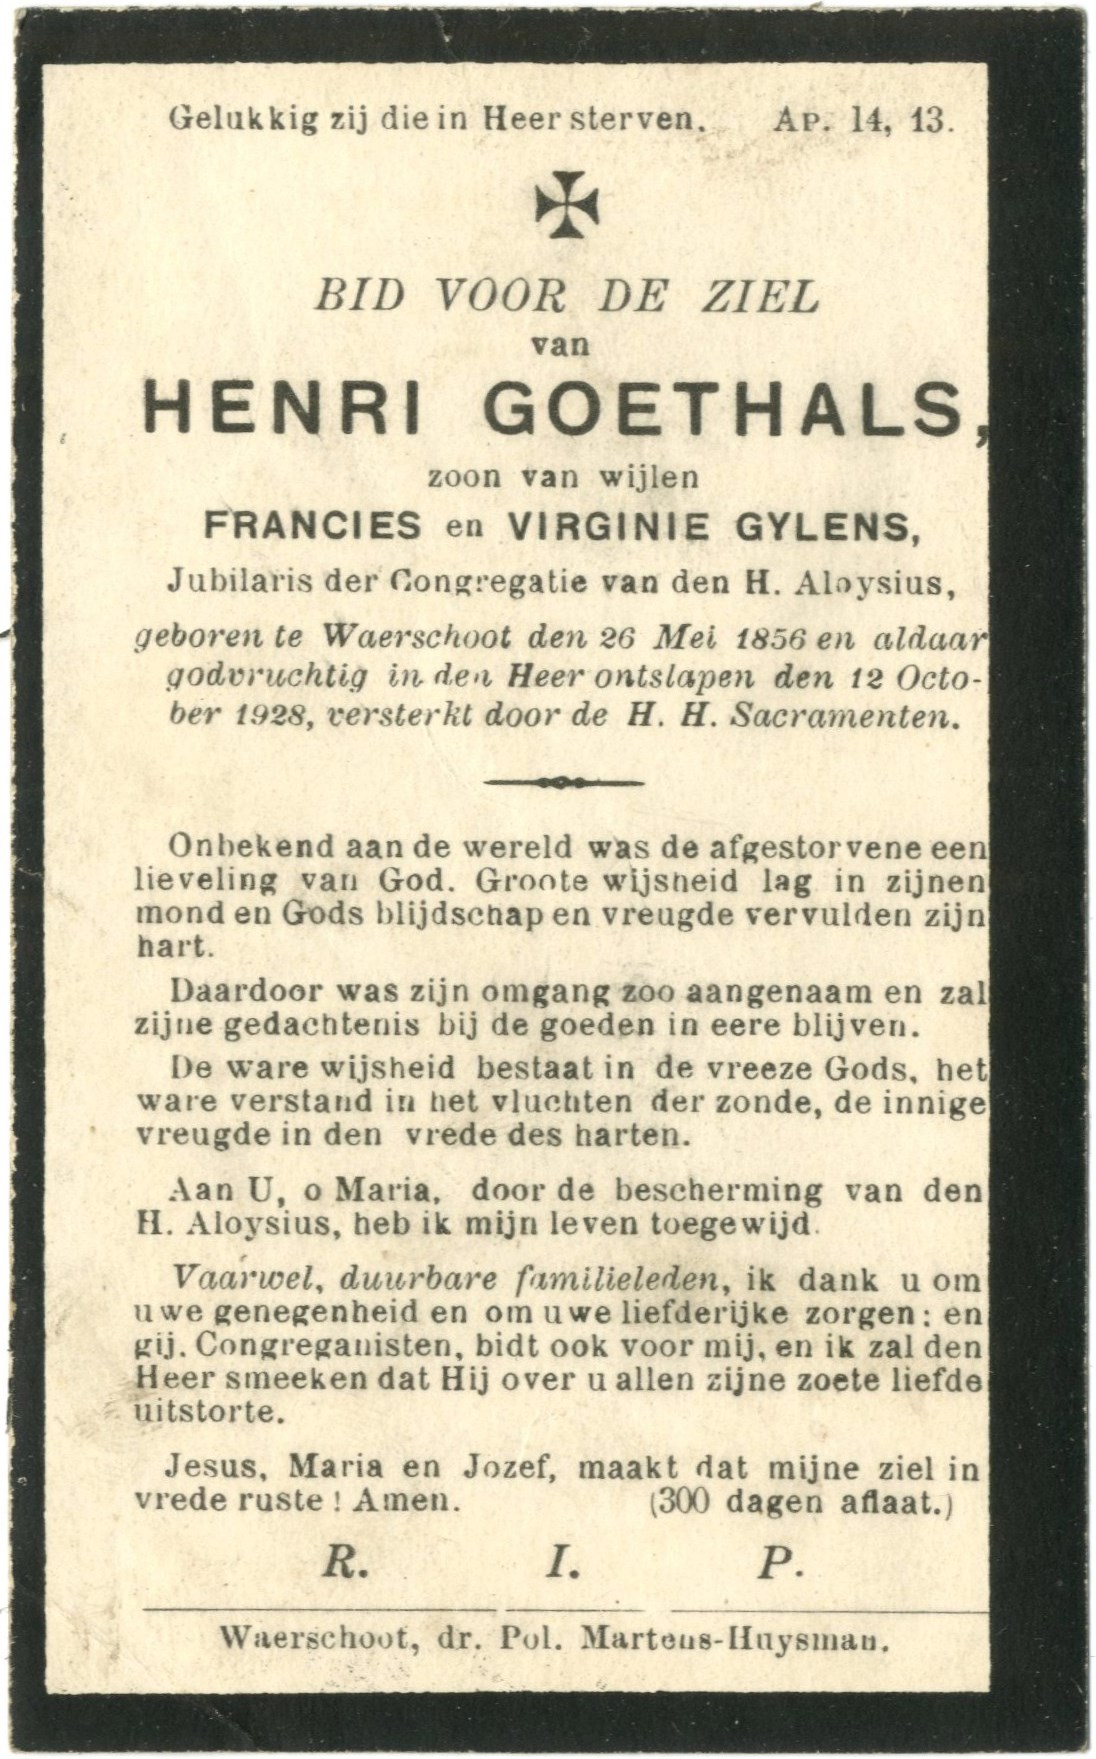 Gelukkig zij die in Heer sterven. AP. 14, 13.
BID VOOR DE ZIEL
van
HENRI GOETHALS,
zoon van wijlen
FRANCIES en VIRGINIE GYLENS,
Jubilaris der Congregatie van den H. Aloysius,
geboren te Waerschoot den 26 Mei 1856 en aldaar
godvruchtig in den Heer ontslapen den 12 Octo-
ber 1928, versterkt door de H. H. Sacramenten.
Onbekend aan de wereld was de afgestorvene een
lieveling van God. Groote wijsheid lag in zijnen
mond en Gods blijdschap en vreugde vervulden zijn
hart.
Daardoor was zijn omgang zoo aangenaam en zal
zijne gedachtenis bij de goeden in eere blijven.
De ware wijsheid bestaat in de vreeze Gods, het
ware verstand in het vluchten der zonde, de innige
vreugde in den vrede des harten.
Aan U, o Maria, door de bescherming van den
H. Aloysius, heb ik mijn leven toegewijd.
Vaarwel, duurbare familieleden, ik dank u om
uwe genegenheid en om uwe liefderijke zorgen; en
gij. Congreganisten, bidt ook voor mij, en ik zal den
Heer smeeken dat Hij over u allen zijne zoete liefde
uitstorte.
Jesus, Maria en Jozef, maakt dat mijne ziel in
vrede ruste! Amen. (300 dagen aflaat.)
R. I. P.
Waerschoot, dr. Pol. Martens-Huysman.